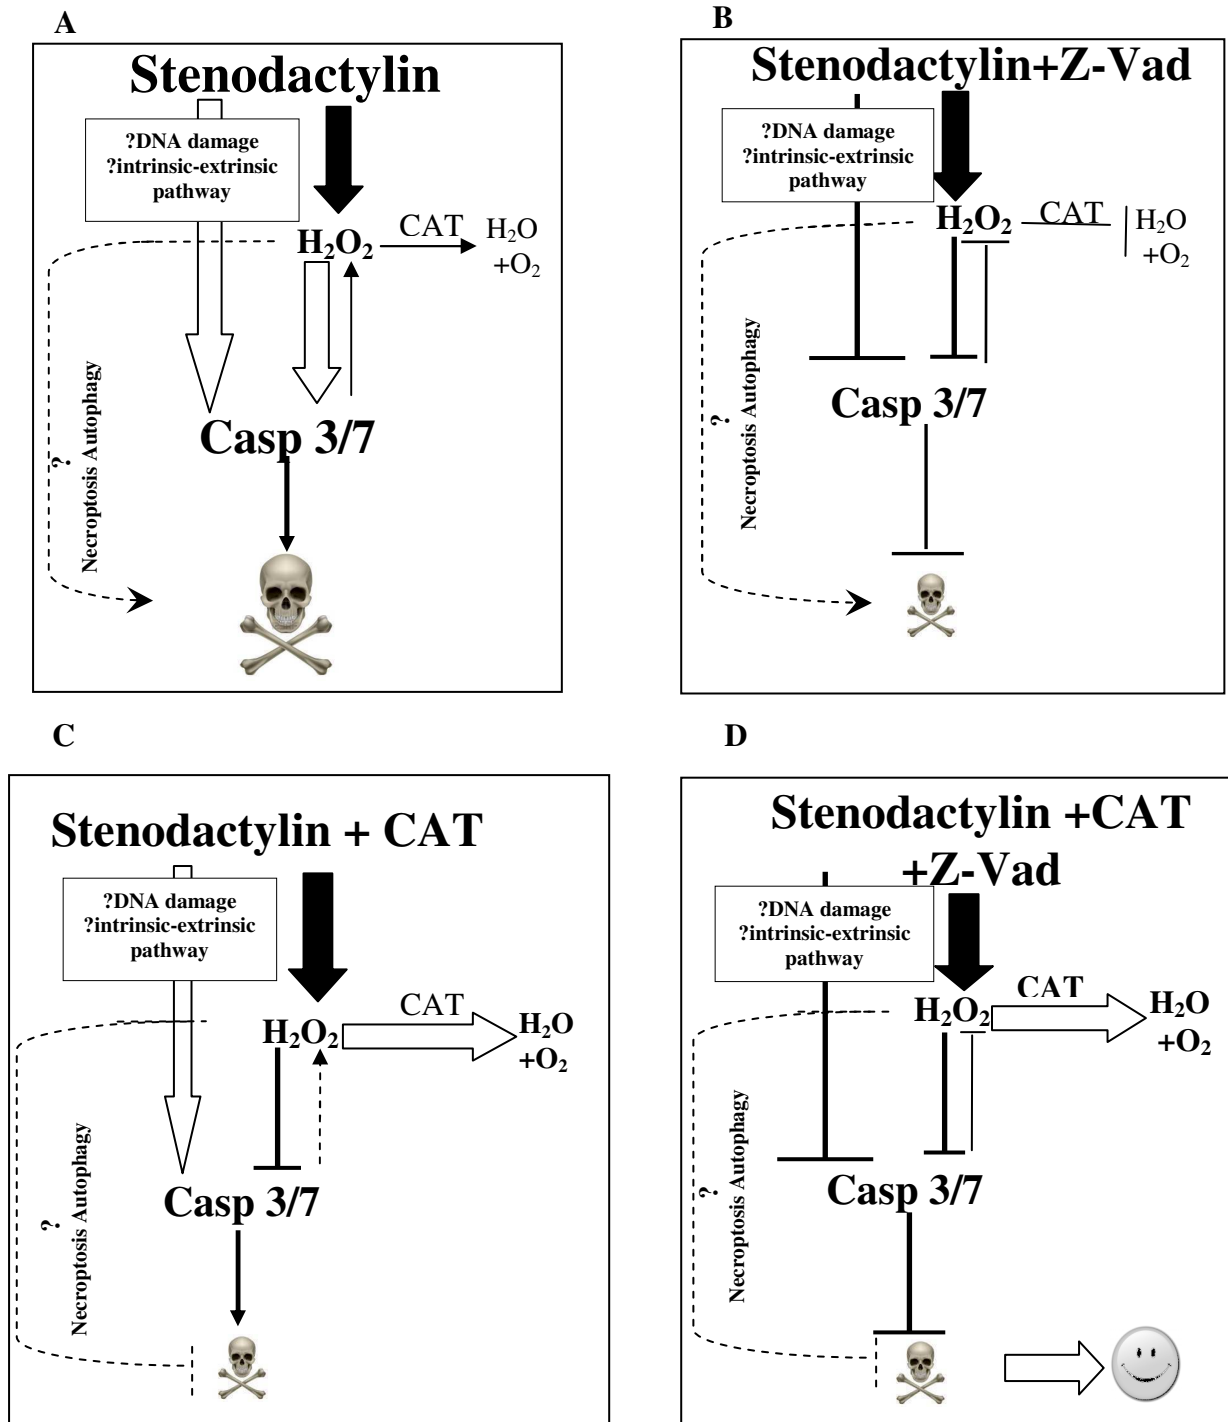 A
Stenodactylin
?DNA damage
?intrinsic-extrinsic
pathway
H₂O₂
CAT
H₂O
+O₂
?
Necroptosis Autophagy
Casp 3/7
B
Stenodactylin+Z-Vad
?DNA damage
?intrinsic-extrinsic
pathway
H₂O₂
CAT
H₂O
+O₂
?
Necroptosis Autophagy
Casp 3/7
C
Stenodactylin + CAT
?DNA damage
?intrinsic-extrinsic
pathway
H₂O₂
CAT
H₂O
+O₂
?
Necroptosis Autophagy
Casp 3/7
D
Stenodactylin +CAT
+Z-Vad
?DNA damage
?intrinsic-extrinsic
pathway
H₂O₂
CAT
H₂O
+O₂
?
Necroptosis Autophagy
Casp 3/7